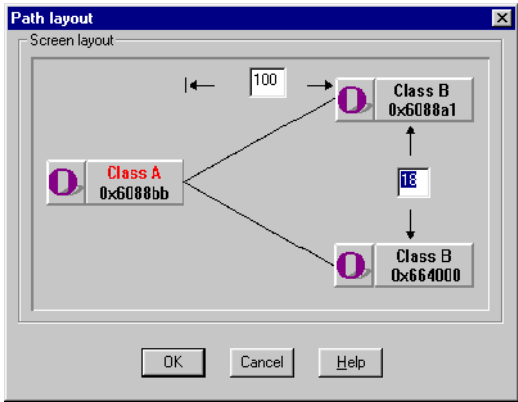 Path layout
Screen layout
100
Class B
0x6088a1
Class A
0x6088bb
18
Class B
0x664000
OK
Cancel
Help